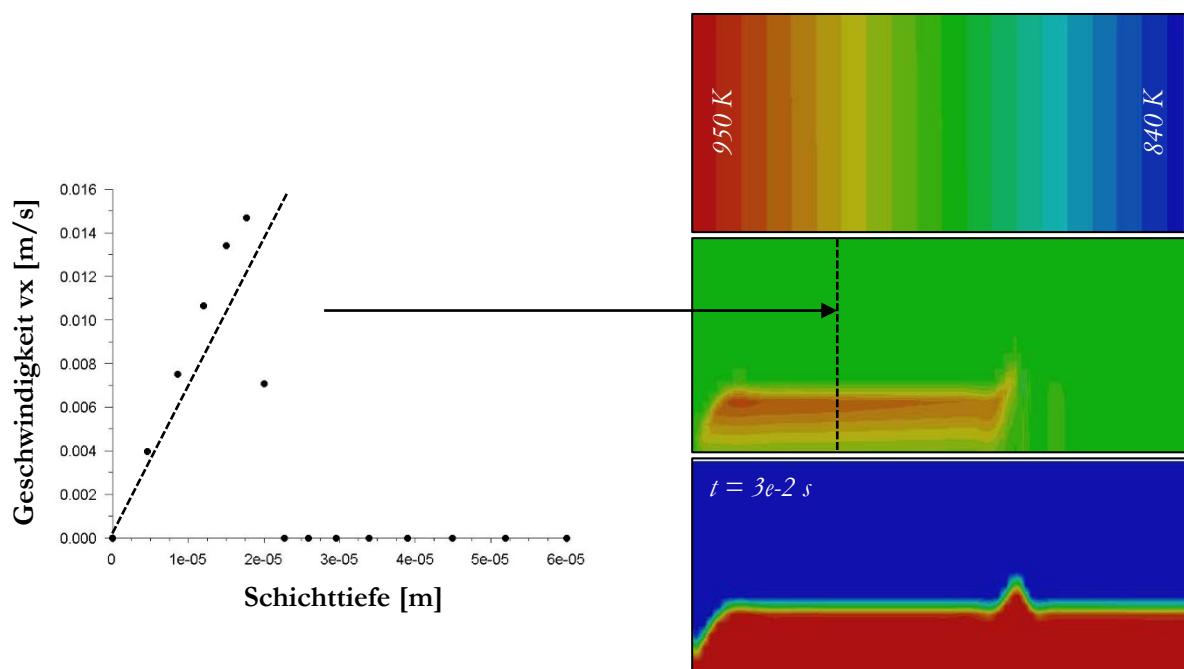 Geschwindigkeit vx [m/s]
0.016
0.014
0.012
0.010
0.008
0.006
0.004
0.002
0.000
0
1e-05
2e-05
3e-05
4e-05
5e-05
6e-05
Schichttiefe [m]
950 K
840 K
t = 3e-2 s